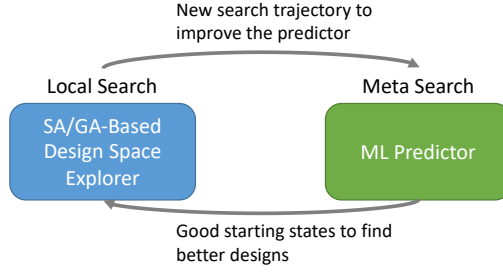 New search trajectory to
improve the predictor
Local Search
Meta Search
SA/GA-Based
Design Space
Explorer
ML Predictor
Good starting states to find
better designs